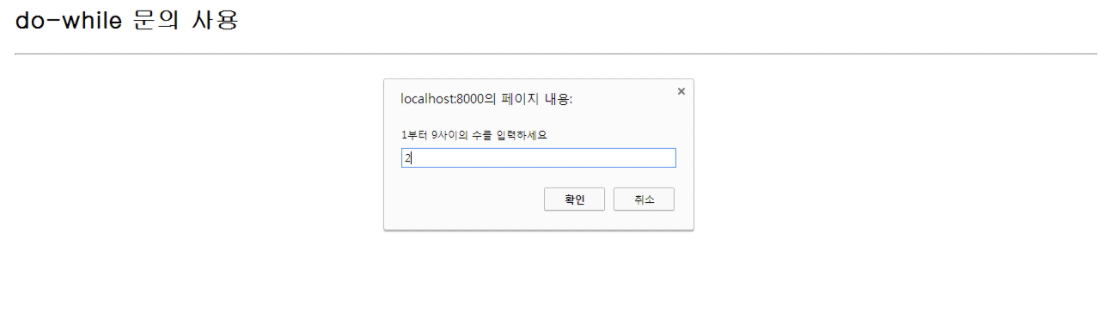 do-while 문의 사용
localhost:8000의 페이지 내용:
1부터 9사이의 수를 입력하세요
2
확인 취소